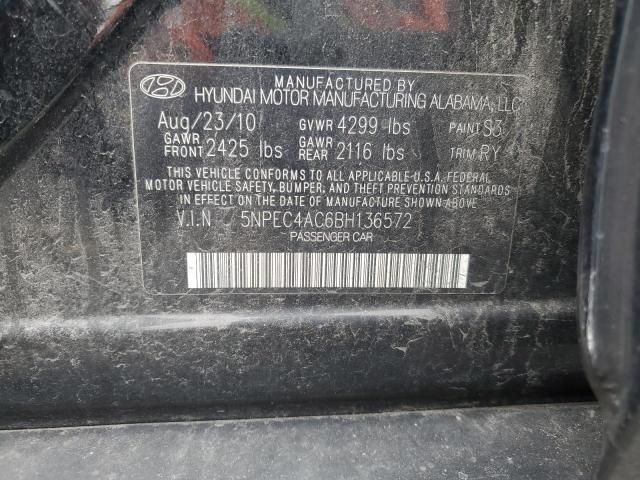 MANUFACTURED BY
HYUNDAI MOTOR MANUFACTURING ALABAMA, LLC
Aug/23/10 GVWR 4299 lbs PAINT S3
GAWR FRONT 2425 lbs GAWR REAR 2116 lbs TRIM RY
THIS VEHICLE CONFORMS TO ALL APPLICABLE U.S.A. FEDERAL
MOTOR VEHICLE SAFETY, BUMPER, AND THEFT PREVENTION STANDARDS
IN EFFECT ON THE DATE OF MANUFACTURE SHOWN ABOVE.
V.I.N 5NPEC4AC6BH136572
PASSENGER CAR